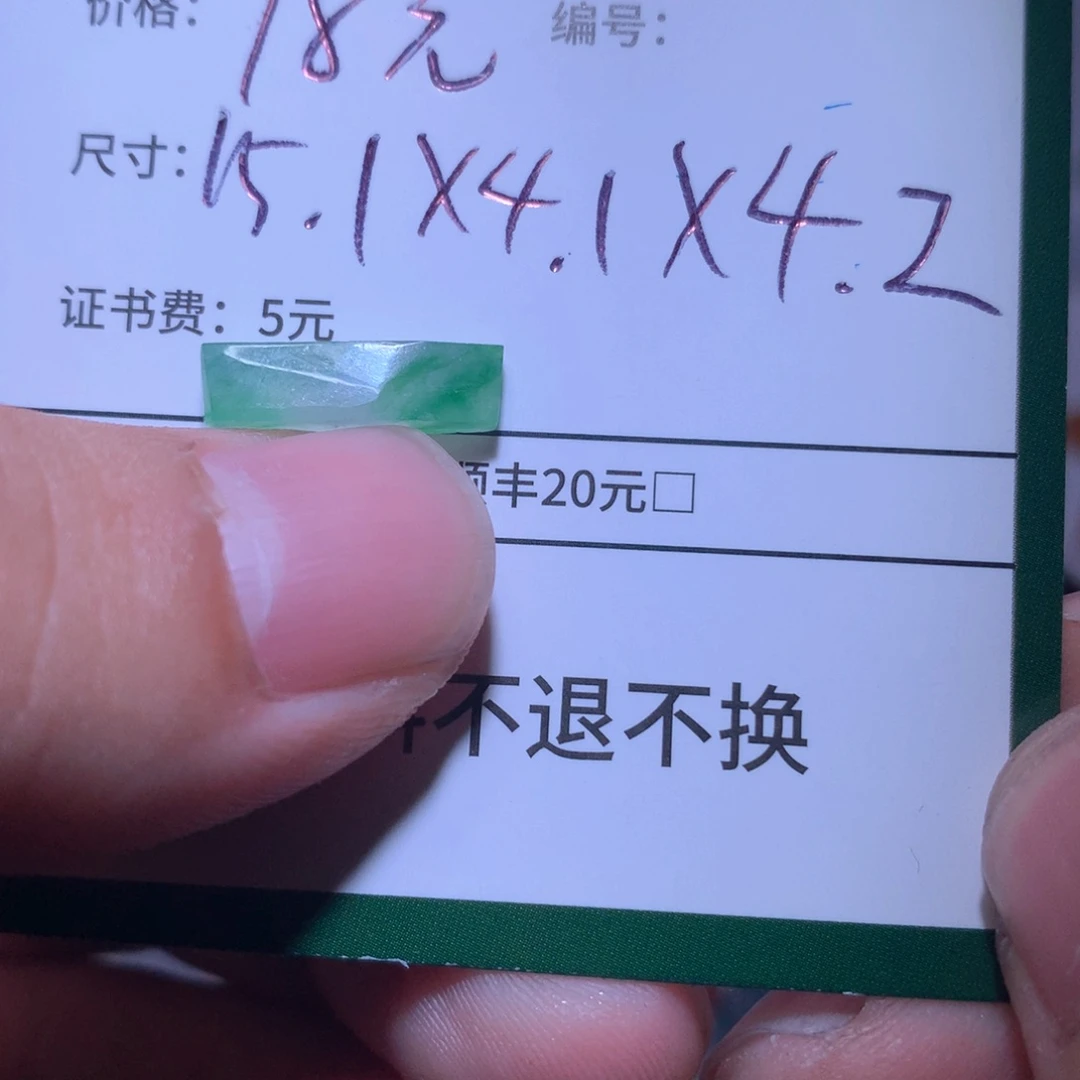 价格：18元 编号：
尺寸：15.1X4.1X4.2
证书费：5元
顺丰20元□
不退不换